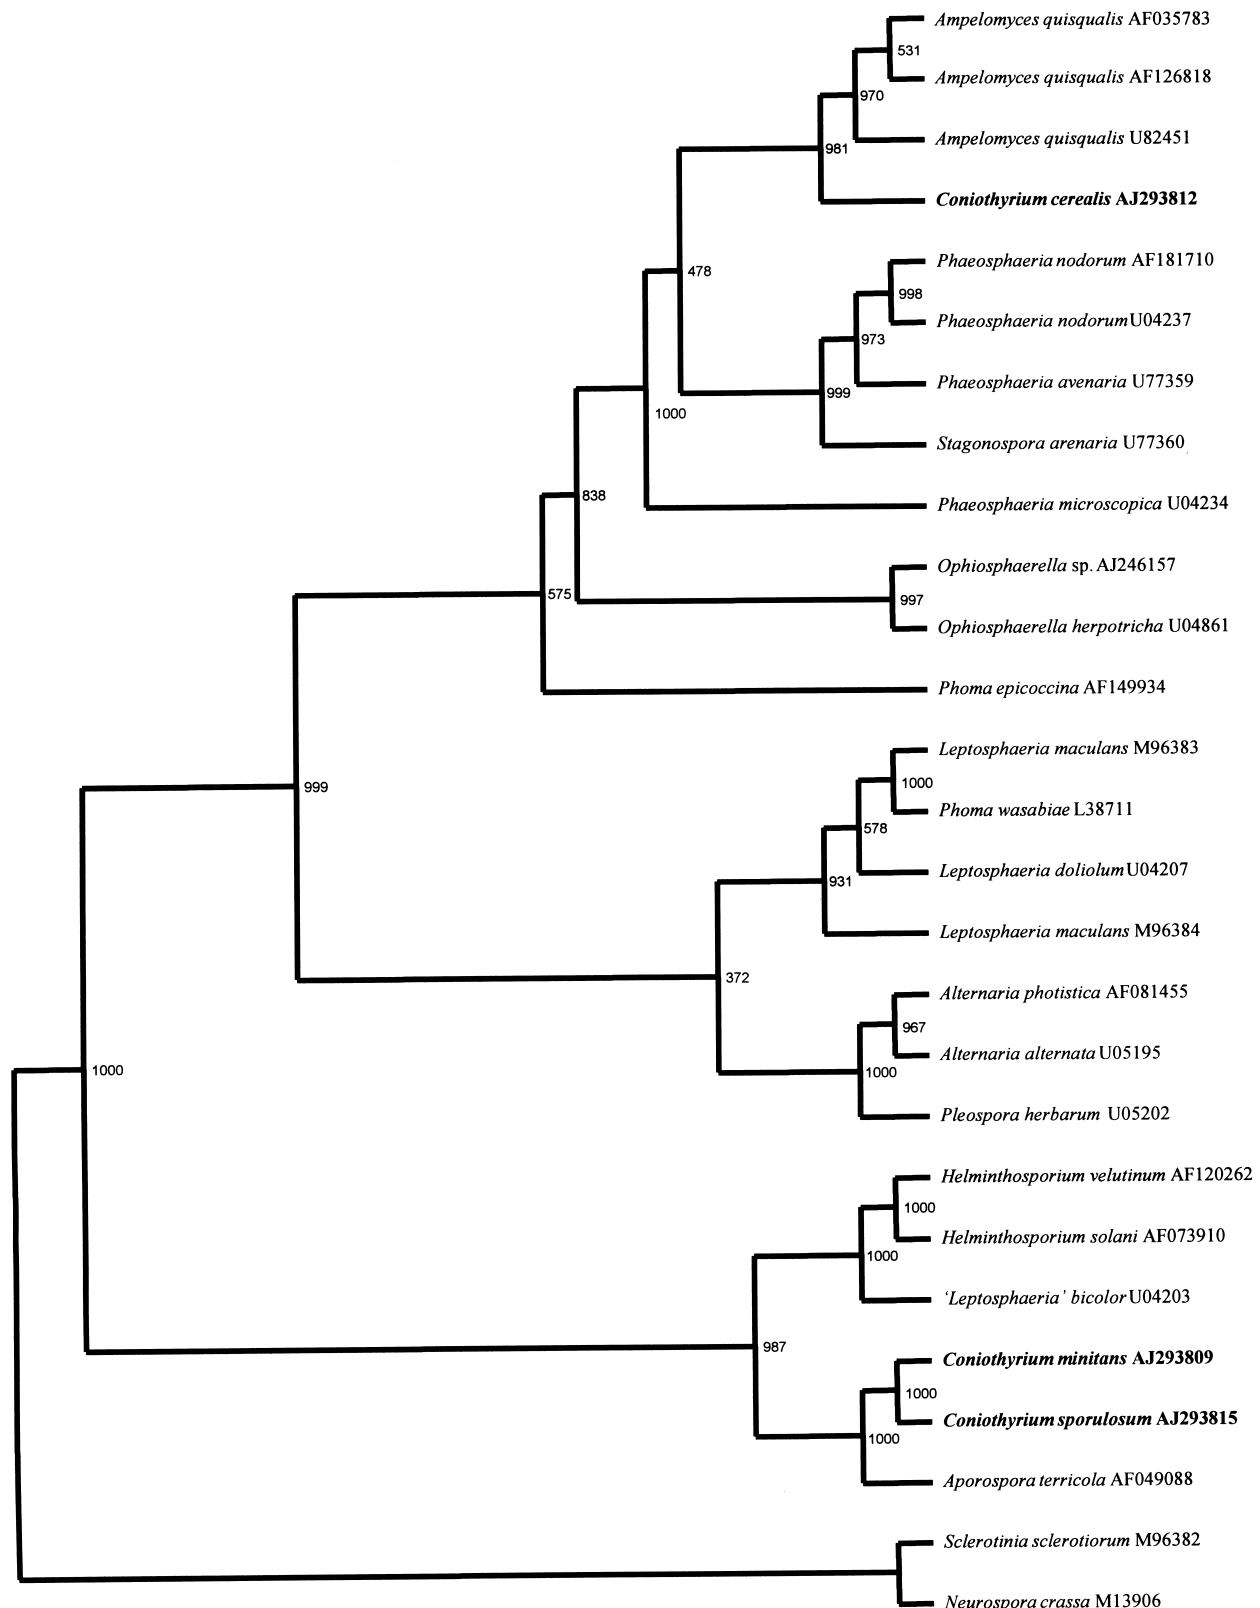 Ampelomyces quisqualis AF035783
531
Ampelomyces quisqualis AF126818
970
Ampelomyces quisqualis U82451
981
Coniothyrium cerealis AJ293812
Phaeosphaeria nodorum AF181710
478
998
Phaeosphaeria nodorum U04237
973
Phaeosphaeria avenaria U77359
999
1000
Stagonospora arenaria U77360
838
Phaeosphaeria microscopica U04234
Ophiosphaerella sp. AJ246157
575
997
Ophiosphaerella herpotricha U04861
Phoma epicoccina AF149934
Leptosphaeria maculans M96383
999
1000
Phoma wasabiae L38711
578
Leptosphaeria doliolum U04207
931
Leptosphaeria maculans M96384
372
Alternaria photistica AF081455
967
Alternaria alternata U05195
1000
1000
Pleospora herbarum U05202
Helminthosporium velutinum AF120262
1000
Helminthosporium solani AF073910
1000
‘Leptosphaeria’ bicolor U04203
987
Coniothyrium minitans AJ293809
1000
Coniothyrium sporulosum AJ293815
1000
Aporospora terricola AF049088
Sclerotinia sclerotiorum M96382
Neurospora crassa M13906